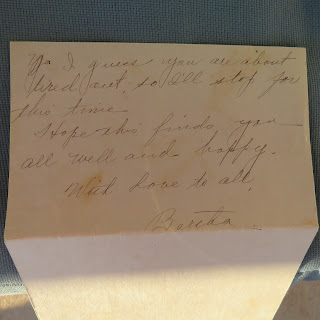 I guess you are about
tired out, so I'll stop for
this time.
Hope this finds you
all well and happy.
With Love to all,
Bertha